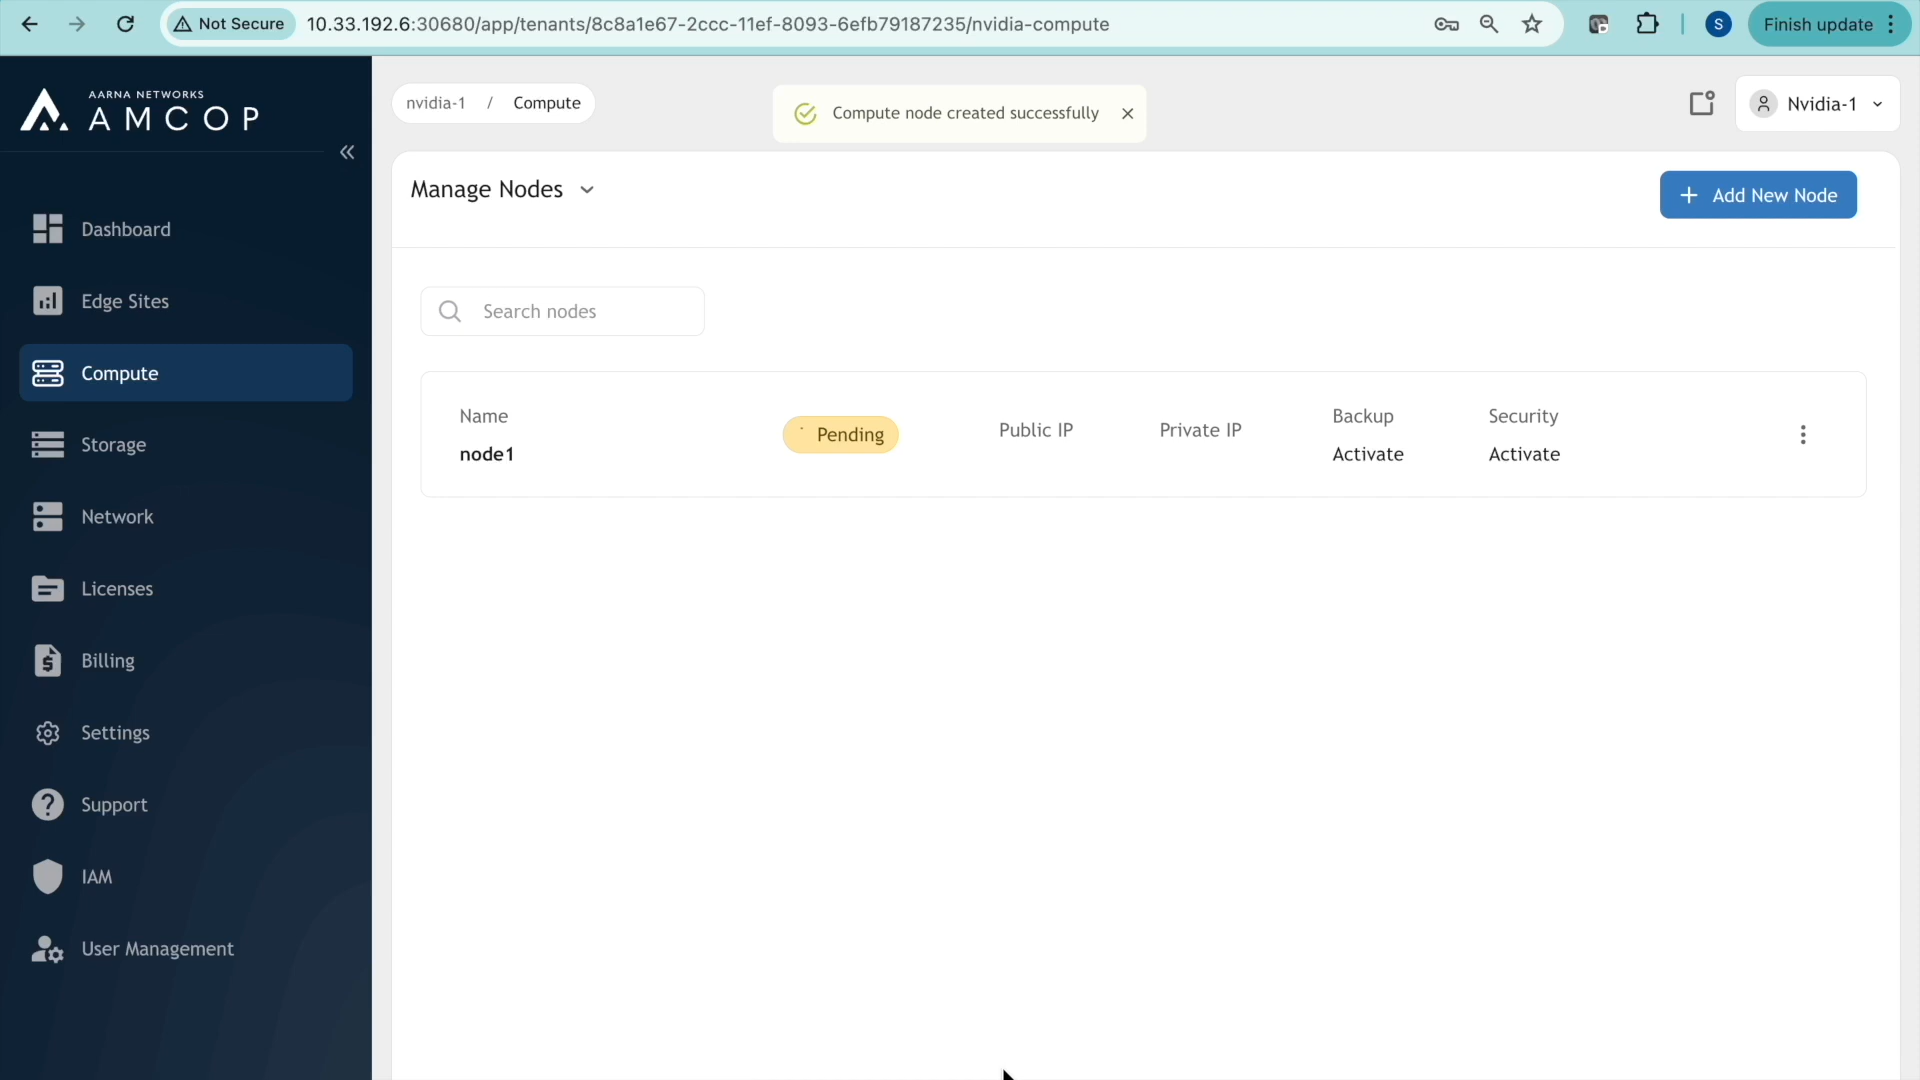 Not Secure 10.33.192.6:30680/app/tenants/8c8a1e67-2ccc-11ef-8093-6efb79187235/nvidia-compute S Finish update
AARNA NETWORKS
AMCOP
nvidia-1 / Compute
Compute node created successfully
Nvidia-1
Manage Nodes
Add New Node
Dashboard
Edge Sites
Compute
Storage
Network
Licenses
Billing
Settings
Support
IAM
User Management
Search nodes
Name
node1
Pending
Public IP
Private IP
Backup
Activate
Security
Activate